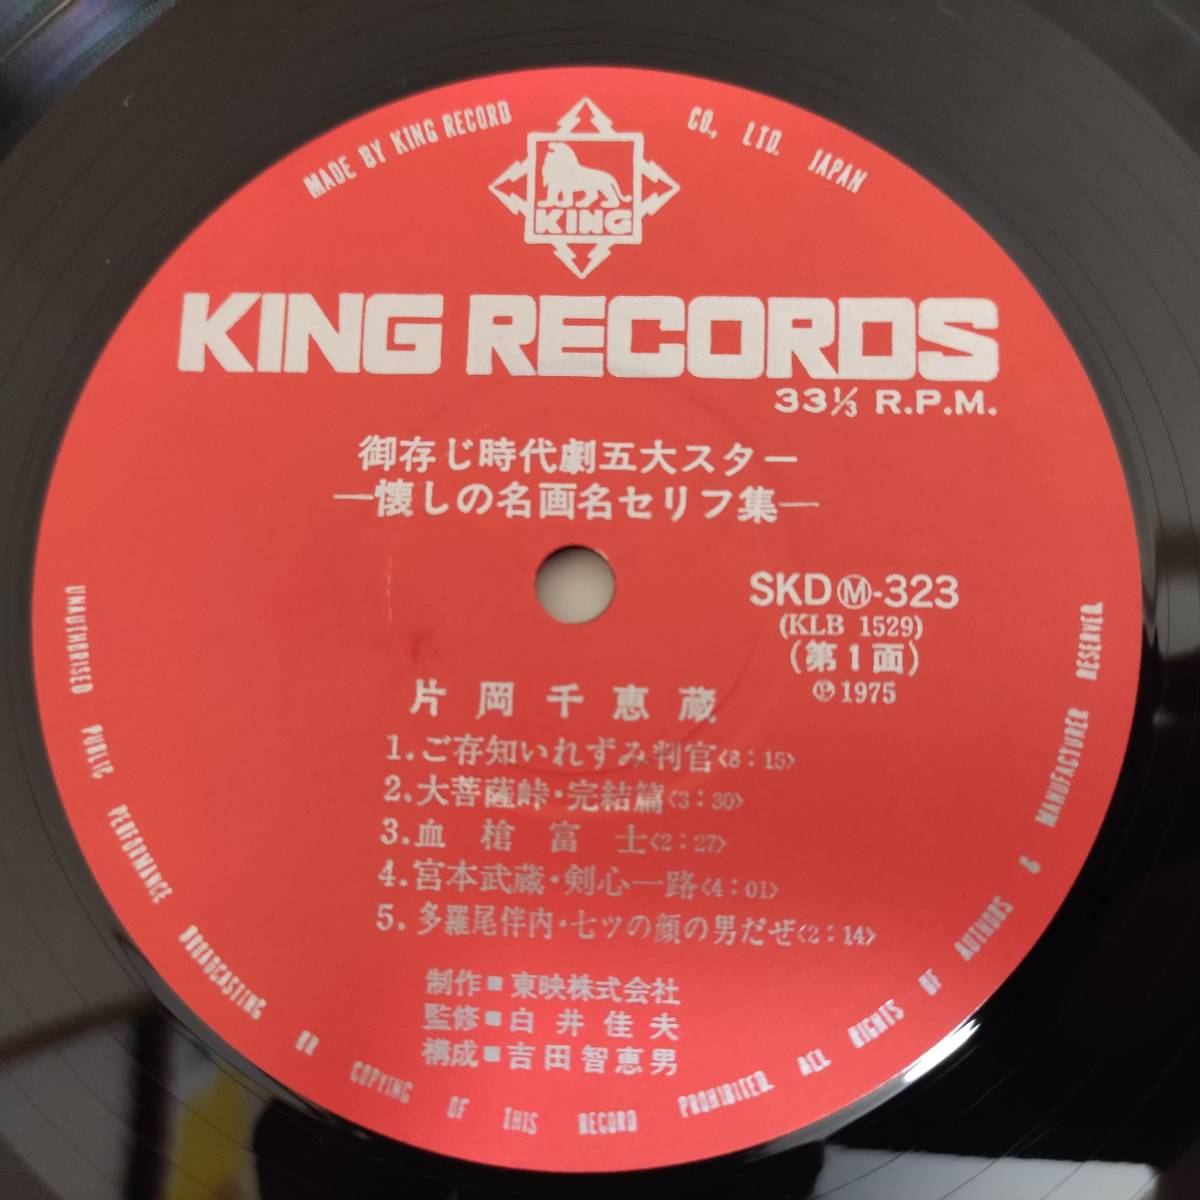 MADE BY KING RECORD CO., LTD. JAPAN
KING
KING RECORDS
33⅓ R.P.M.
御存じ時代劇五大スター
―懐しの名画名セリフ集―
SKDⓂ-323
(KLB 1529)
(第1面)
℗1975
片岡千恵蔵
1.ご存知いれずみ判官<8:15>
2.大菩薩峠・完結篇<3:30>
3.血槍富士<2:27>
4.宮本武蔵・剣心一路<4:01>
5.多羅尾伴内・七ツの顔の男だぜ<2:14>
制作■東映株式会社
監修■白井佳夫
構成■吉田智恵男
UNAUTHORISED PUBLIC PERFORMANCE BROADCASTING OR COPYING OF THIS RECORD PROHIBITED. ALL RIGHTS OF AUTHORS & MANUFACTURER RESERVED.